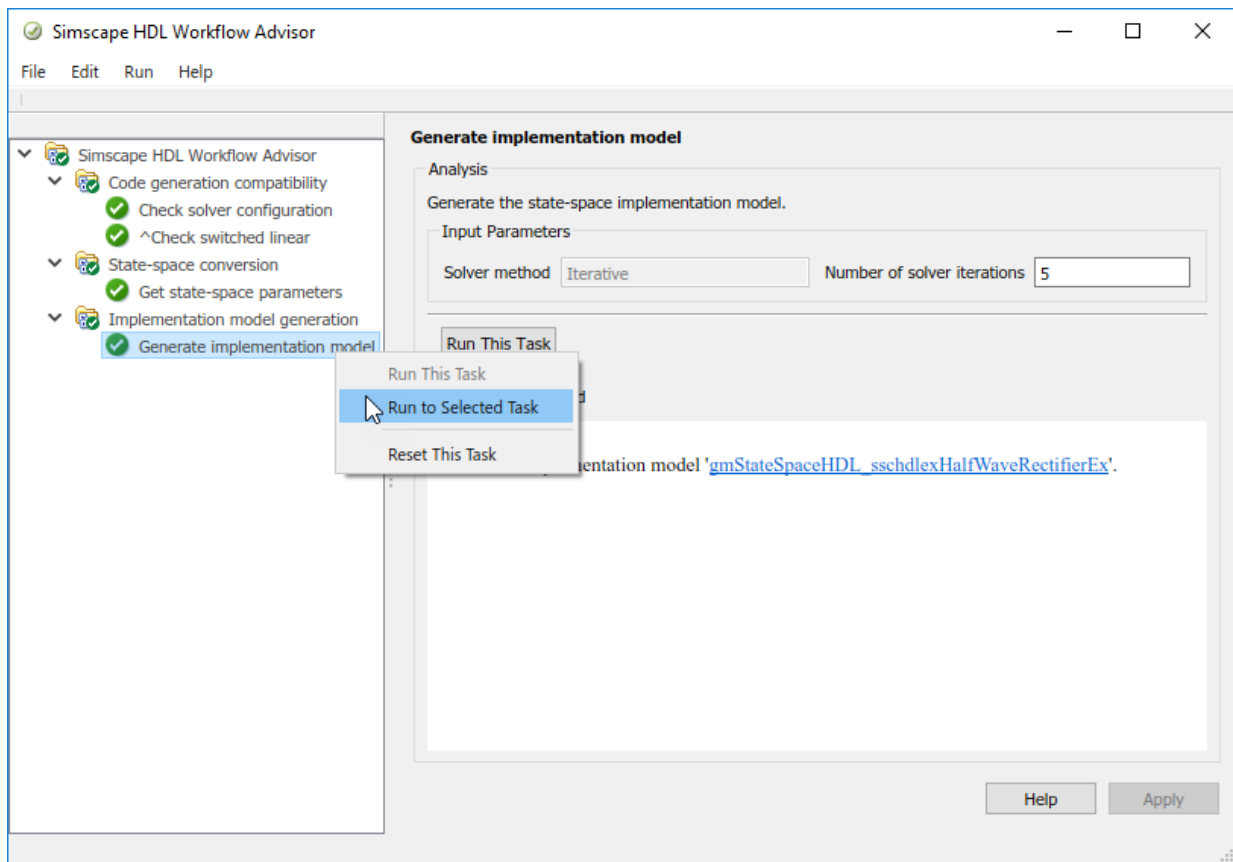 Simscape HDL Workflow Advisor
File Edit Run Help
Simscape HDL Workflow Advisor
Code generation compatibility
Check solver configuration
^Check switched linear
State-space conversion
Get state-space parameters
Implementation model generation
Generate implementation model
Generate implementation model
Analysis
Generate the state-space implementation model.
Input Parameters
Solver method Iterative Number of solver iterations 5
Run This Task
Run This Task
Run to Selected Task
Reset This Task
mentation model 'gmStateSpaceHDL_sschdlexHalfWaveRectifierEx'.
Help Apply